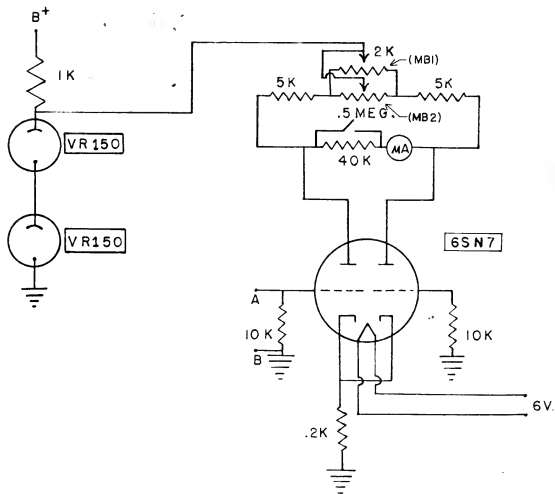 B+
1K
VR150
VR150
2K
(MB1)
5K
5K
.5 MEG.
(MB2)
40K
MA
6SN7
A
10K
B
10K
6V.
.2K